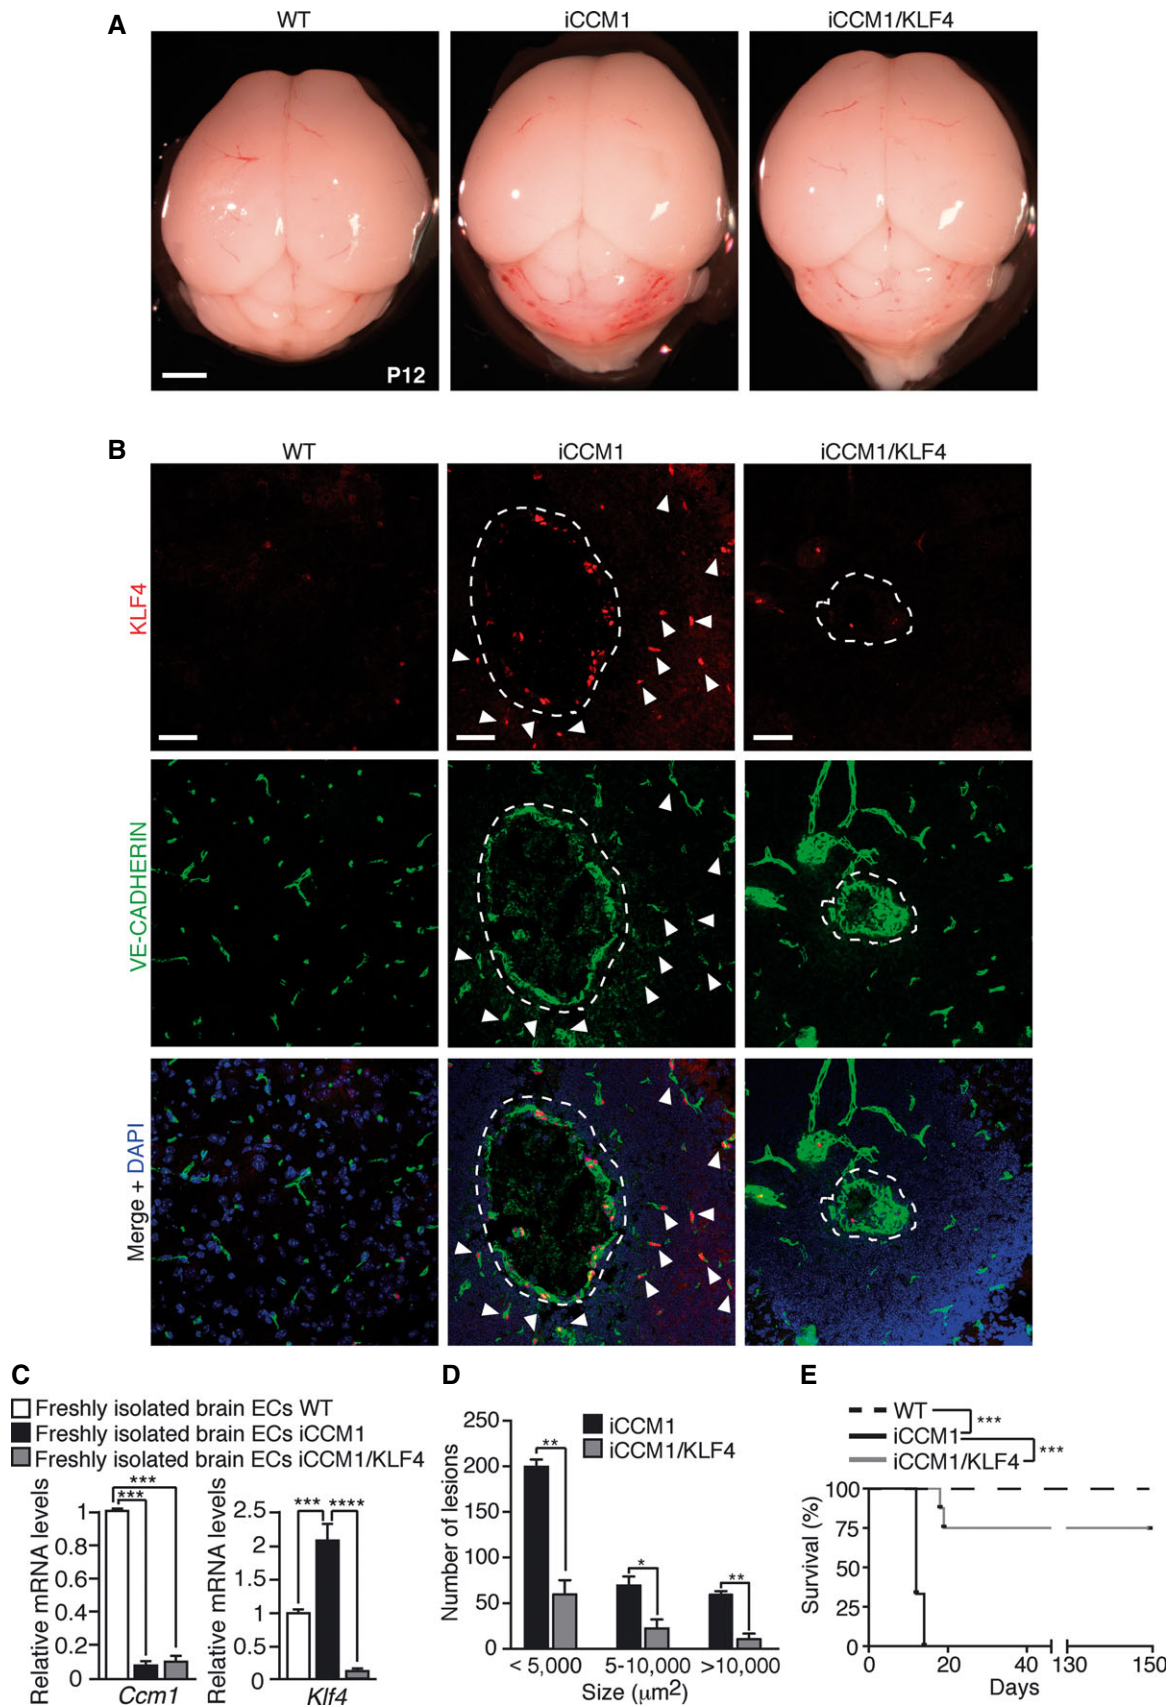 A
WT
iCCM1
iCCM1/KLF4
P12
B
WT
iCCM1
iCCM1/KLF4
KLF4
VE-CADHERIN
Merge + DAPI
C
Freshly isolated brain ECs WT
Freshly isolated brain ECs iCCM1
Freshly isolated brain ECs iCCM1/KLF4
Relative mRNA levels
1
0.8
0.6
0.4
0.2
0
***
***
Ccm1
Relative mRNA levels
2.5
2
1.5
1
0.5
0
*** ****
Klf4
D
iCCM1
iCCM1/KLF4
Number of lesions
250
200
150
100
50
0
**
*
**
< 5,000 5-10,000 >10,000
Size (μm2)
E
WT
iCCM1
iCCM1/KLF4
***
***
Survival (%)
100
75
50
25
0
0 20 40 130 150
Days